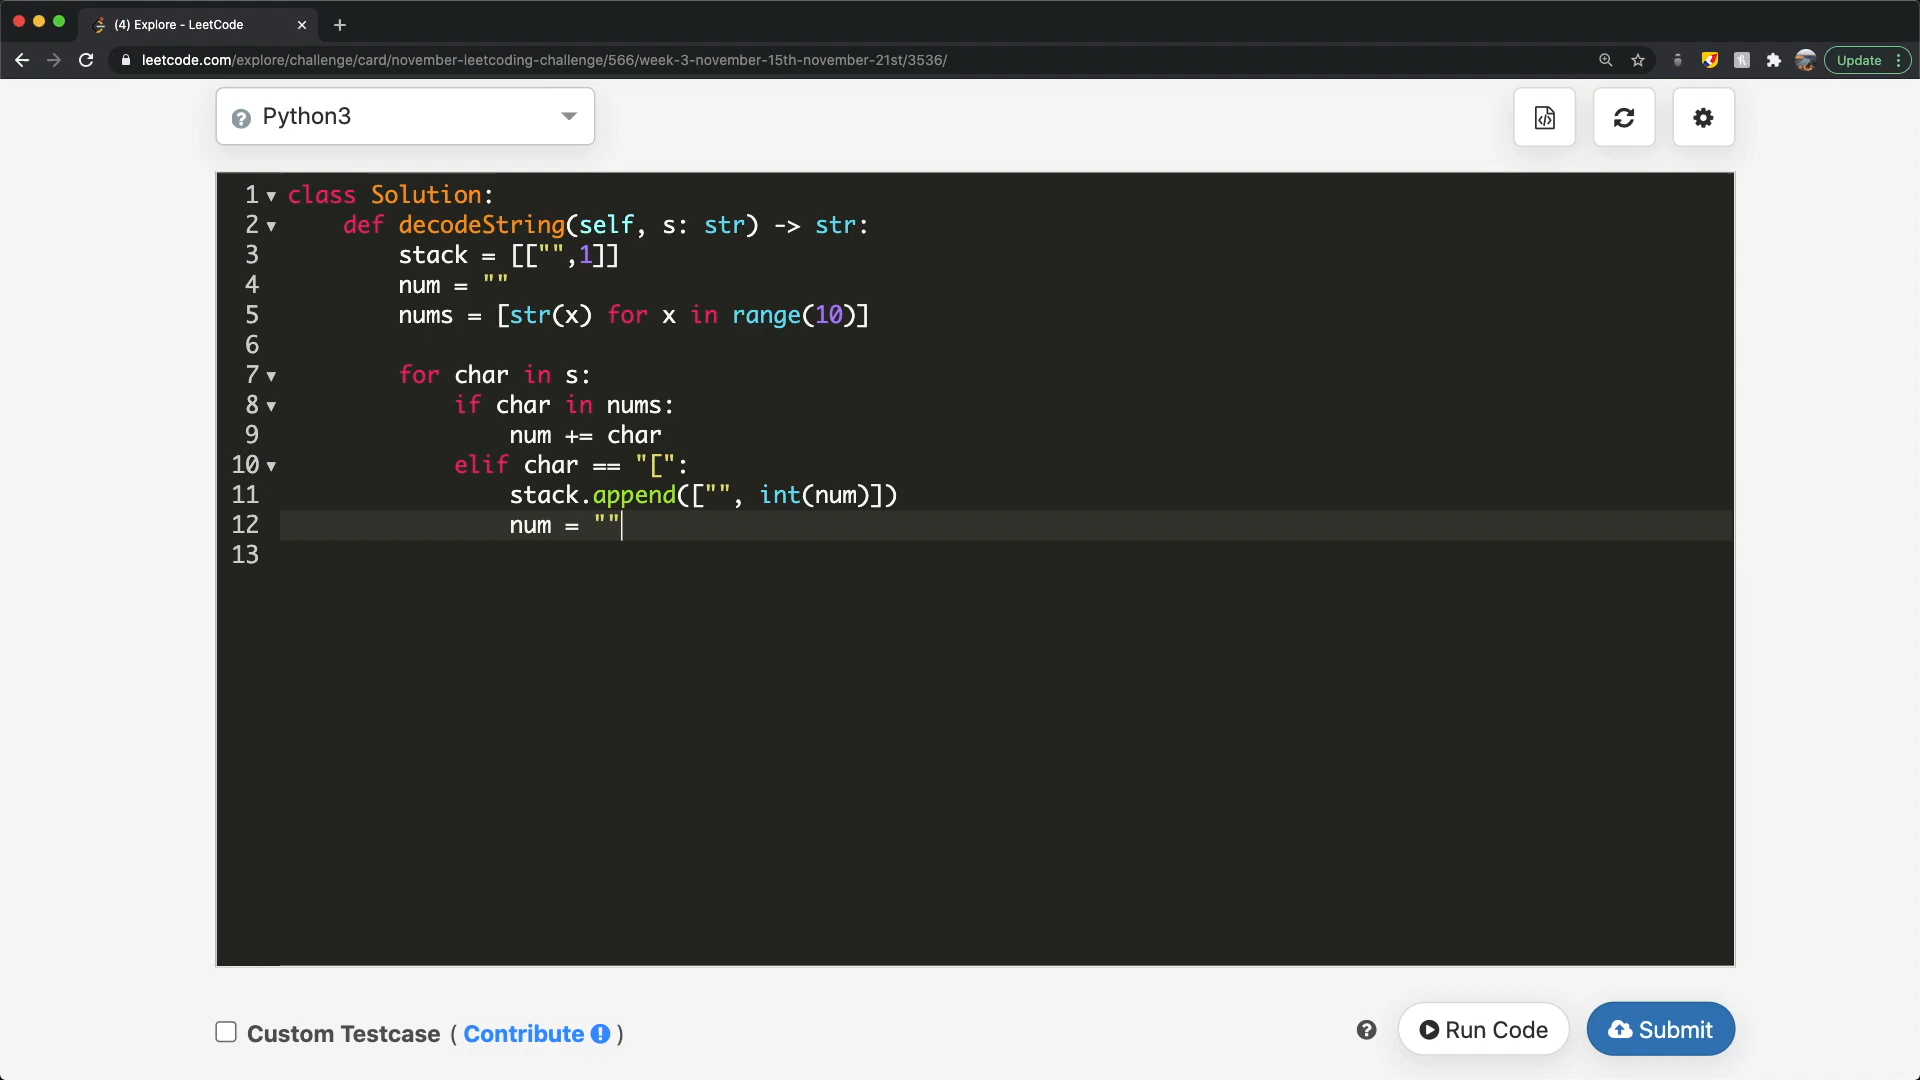 (4) Explore - LeetCode
leetcode.com/explore/challenge/card/november-leetcoding-challenge/566/week-3-november-15th-november-21st/3536/
Update
Python3
1 class Solution:
2     def decodeString(self, s: str) -> str:
3         stack = [["",1]]
4         num = ""
5         nums = [str(x) for x in range(10)]
6
7         for char in s:
8             if char in nums:
9                 num += char
10             elif char == "[":
11                 stack.append(["", int(num)])
12                 num = ""
13
Custom Testcase ( Contribute )
Run Code
Submit